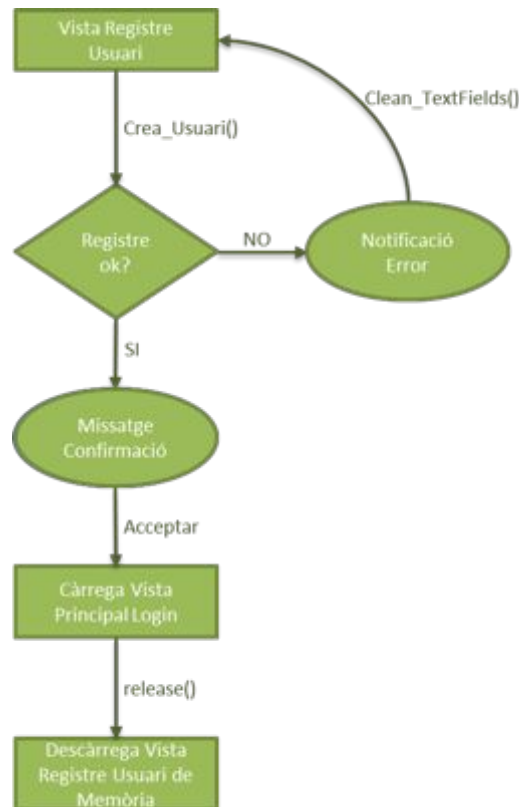 Vista Registre
Usuari
Clean_TextFields()
Crea_Usuari()
Registre
ok?
NO
Notificació
Error
SI
Missatge
Confirmació
Acceptar
Càrrega Vista
Principal Login
release()
Descàrrega Vista
Registre Usuari de
Memòria